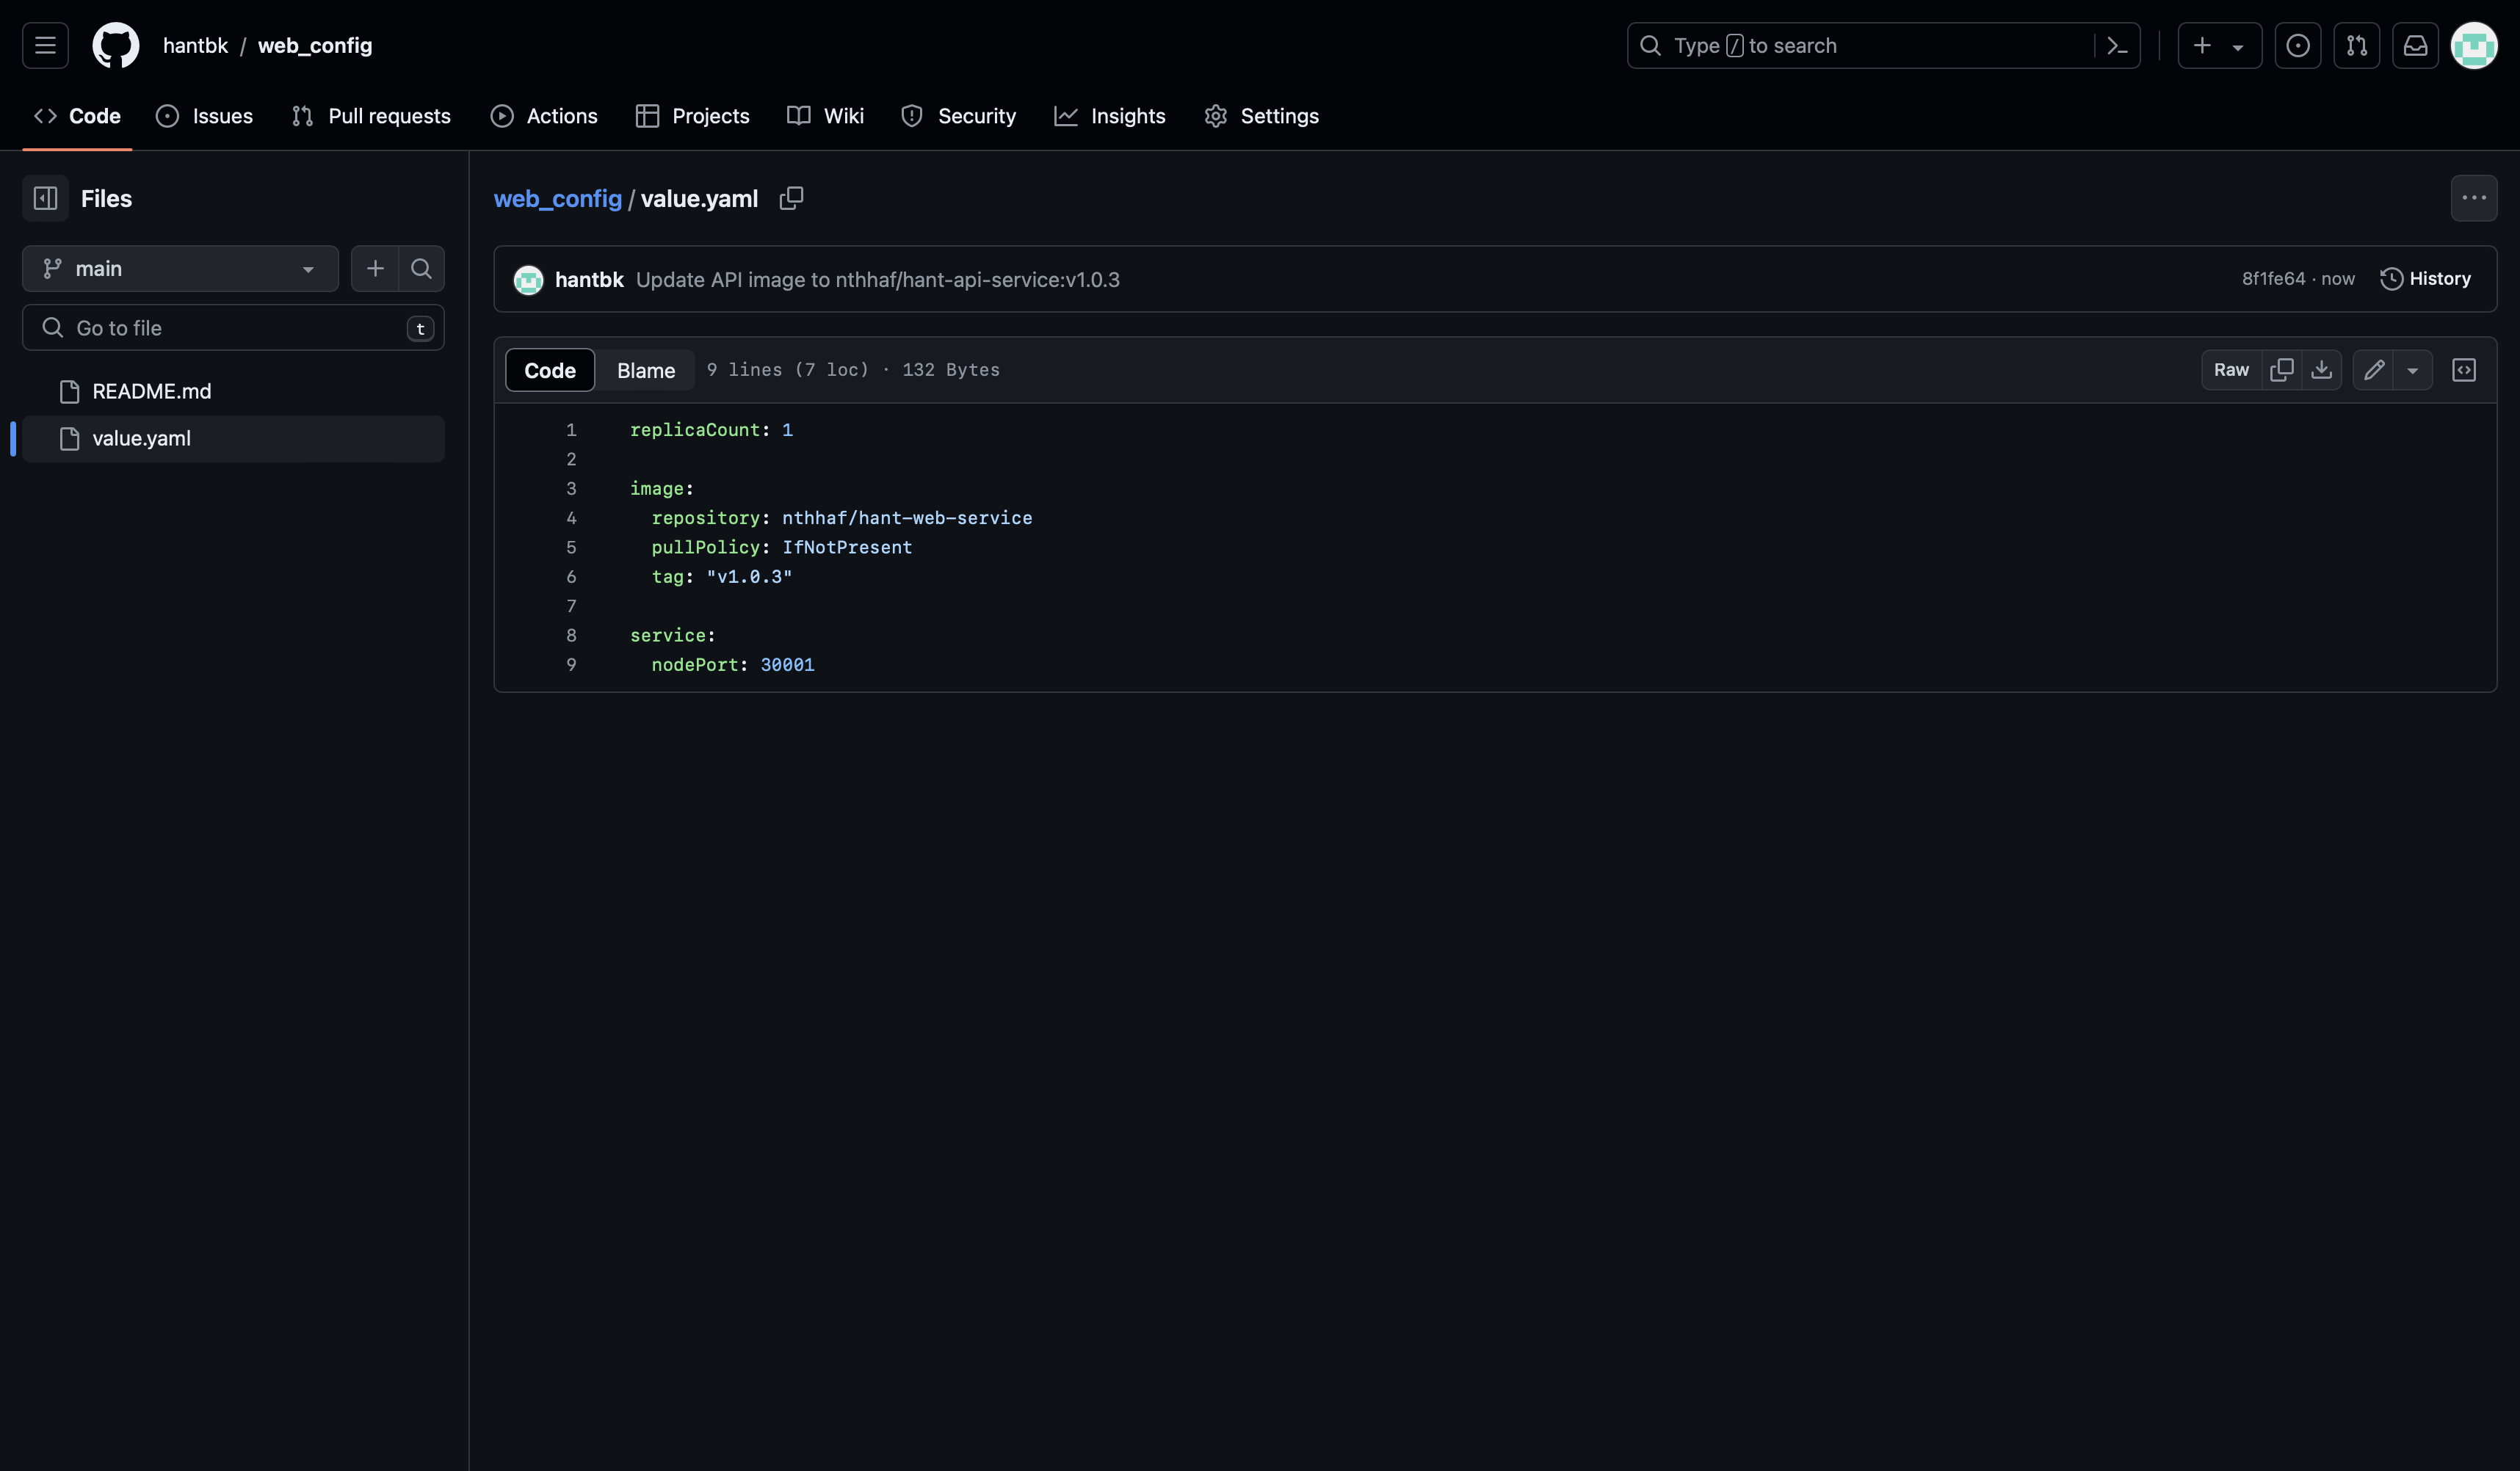 hantbk / web_config
Type / to search
Code
Issues
Pull requests
Actions
Projects
Wiki
Security
Insights
Settings
Files
main
Go to file
t
README.md
value.yaml
web_config / value.yaml
hantbk Update API image to nthhaf/hant-api-service:v1.0.3
8f1fe64 · now
History
Code
Blame
9 lines (7 loc) · 132 Bytes
Raw
1 replicaCount: 1
2
3 image:
4 repository: nthhaf/hant-web-service
5 pullPolicy: IfNotPresent
6 tag: "v1.0.3"
7
8 service:
9 nodePort: 30001